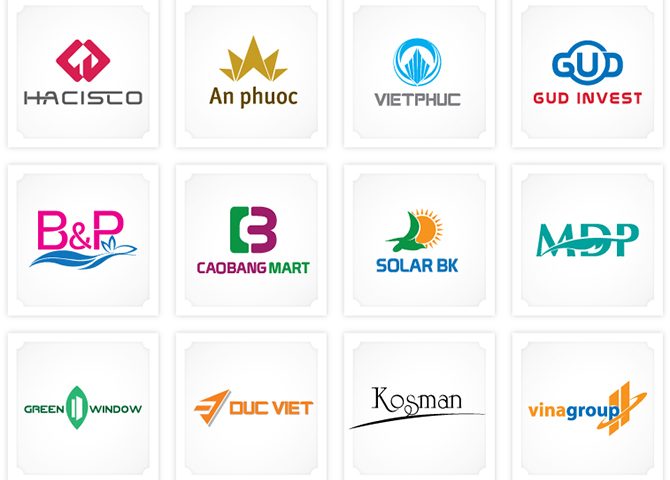 HACISCO
An phuoc
VIETPHUC
GUD
GUD INVEST
B&P
CAOBANG MART
SOLAR BK
MDP
GREEN WINDOW
DUC VIET
Kosman
vinagroup